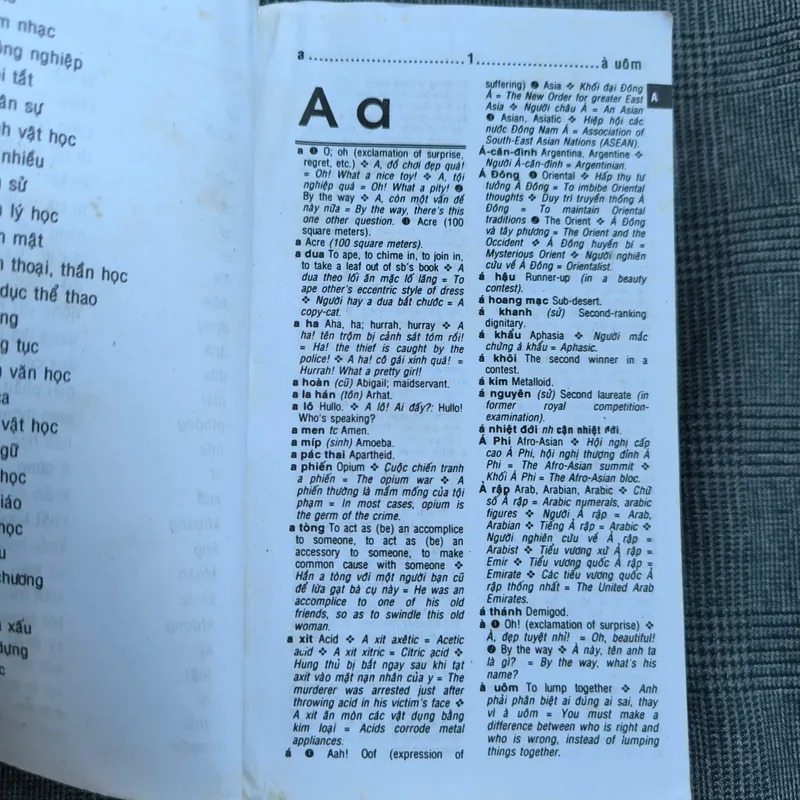 m nhạc
ông nghiệp
i tắt
ân sự
h vật học
nhiều
sử
lý học
mật
thoại, thần học
dục thể thao
ng
g tục
văn học
ca
vật học
gữ
học
iáo
học
u
chương
xấu
dụng
a..............................1........................à uôm
A a
a ❶ O; oh (exclamation of surprise,
regret, etc.) ❖ A, đồ chơi đẹp quá!
= Oh! What a nice toy! ❖ A, tội
nghiệp quá = Oh! What a pity! ❷
By the way ❖ A, còn một vấn đề
này nữa = By the way, there's this
one other question. ❸ Acre (100
square meters).
a Acre (100 square meters).
a dua To ape, to chime in, to join in,
to take a leaf out of sb's book ❖ A
dua theo lối ăn mặc lố lăng = To
ape other's eccentric style of dress
❖ Người hay a dua bắt chước = A
copy-cat.
a ha Aha, ha; hurrah, hurray ❖ A
ha! tên trộm bị cảnh sát tóm rồi!
= Ha! the thief is caught by the
police! ❖ A ha! cô gái xinh quá! =
Hurrah! What a pretty girl!
a hoàn (cũ) Abigail; maidservant.
a la hán (tôn) Arhat.
a lô Hullo. ❖ A lô! Ai đấy?: Hullo!
Who's speaking?
a men tc Amen.
a míp (sinh) Amoeba.
a pác thai Apartheid.
a phiến Opium ❖ Cuộc chiến tranh
a phiến = The opium war ❖ A
phiến thường là mầm mống của tội
phạm = In most cases, opium is
the germ of the crime.
a tòng To act as (be) an accomplice
to someone, to act as (be) an
accessory to someone, to make
common cause with someone ❖
Hắn a tòng với một người bạn cũ
để lừa gạt bà cụ này = He was an
accomplice to one of his old
friends, so as to swindle this old
woman.
a xit Acid ❖ A xit axêtic = Acetic
acid ❖ A xit xitric = Citric acid ❖
Hung thủ bị bắt ngay sau khi tạt
axit vào mặt nạn nhân của y = The
murderer was arrested just after
throwing acid in his victim's face ❖
A xit ăn mòn các vật dụng bằng
kim loại = Acids corrode metal
appliances.
á ❶ Aah! Oof (expression of
suffering) ❷ Asia ❖ Khối đại Đông
Á = The New Order for greater East
Asia ❖ Người châu Á = An Asian
❸ Asian, Asiatic ❖ Hiệp hội các
nước Đông Nam Á = Association of
South-East Asian Nations (ASEAN).
Á-căn-đình Argentina, Argentine ❖
Người Á-căn-đình = Argentinian.
Á Đông ❶ Oriental ❖ Hấp thụ tư
tưởng Á Đông = To imbibe Oriental
thoughts ❖ Duy trì truyền thống Á
Đông = To maintain Oriental
traditions ❷ The Orient ❖ Á Đông
và tây phương = The Orient and the
Occident ❖ Á Đông huyền bí =
Mysterious Orient ❖ Người nghiên
cứu về Á Đông = Orientalist.
á hậu Runner-up (in a beauty
contest).
á hoang mạc Sub-desert.
á khanh (sử) Second-ranking
dignitary.
á khẩu Aphasia ❖ Người mắc
chứng á khẩu = Aphasic.
á khôi The second winner in a
contest.
á kim Metalloid.
á nguyên (sử) Second laureate (in
former royal competition-
examination).
á nhiệt đới nh cận nhiệt đới.
Á Phi Afro-Asian ❖ Hội nghị cấp
cao Á Phi, hội nghị thượng đỉnh Á
Phi = The Afro-Asian summit ❖
Khối Á Phi = The Afro-Asian bloc.
Ả rập Arab, Arabian, Arabic ❖ Chữ
số Ả rập = Arabic numerals, arabic
figures ❖ Người Ả rập = Arab,
Arabian ❖ Tiếng Ả rập = Arabic ❖
Người nghiên cứu về Ả rập =
Arabist ❖ Tiểu vương xứ Ả rập =
Emir ❖ Tiểu vương quốc Ả rập =
Emirate ❖ Các tiểu vương quốc Ả
rập thống nhất = The United Arab
Emirates.
á thánh Demigod.
à ❶ Oh! (exclamation of surprise) ❖
À, đẹp tuyệt nhỉ! = Oh, beautiful!
❷ By the way ❖ À này, tên anh ta
là gì? = By the way, what's his
name?
à uôm To lump together ❖ Anh
phải phân biệt ai đúng ai sai, thay
vì à uôm = You must make a
difference between who is right and
who is wrong, instead of lumping
things together.
A